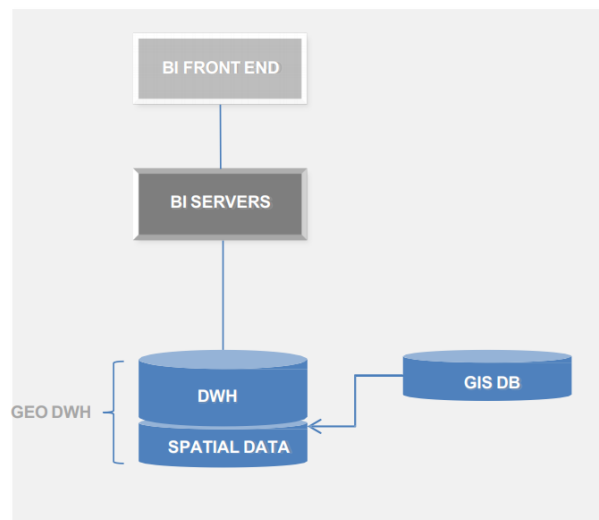 BI FRONT END
BI SERVERS
DWH
GIS DB
GEO DWH
SPATIAL DATA